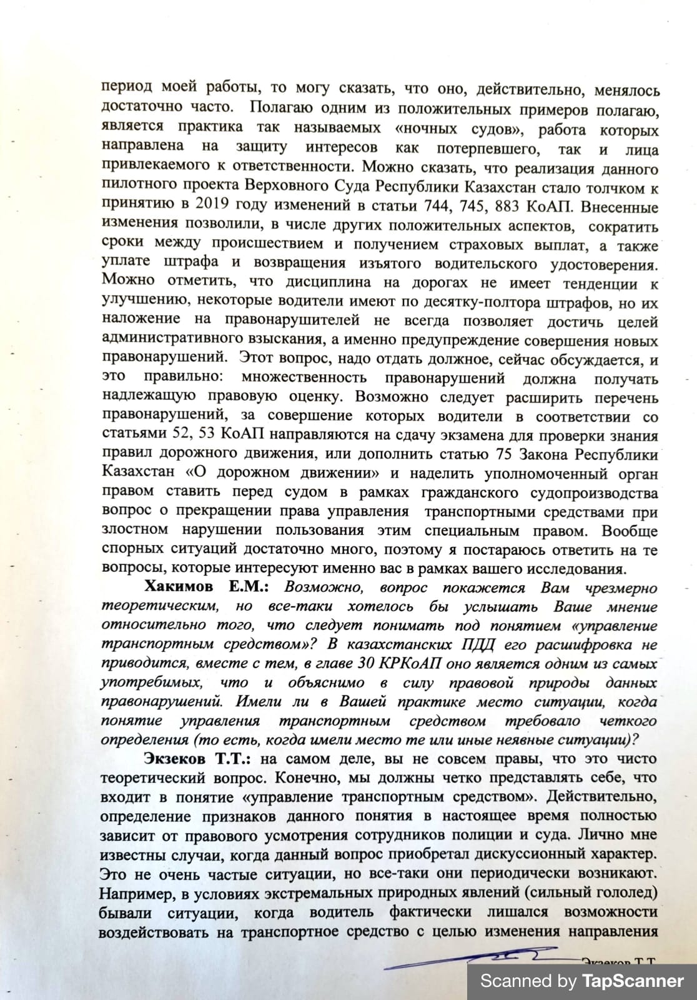 период моей работы, то могу сказать, что оно, действительно, менялось
достаточно часто. Полагаю одним из положительных примеров полагаю,
является практика так называемых «ночных судов», работа которых
направлена на защиту интересов как потерпевшего, так и лица
привлекаемого к ответственности. Можно сказать, что реализация данного
пилотного проекта Верховного Суда Республики Казахстан стало толчком к
принятию в 2019 году изменений в статьи 744, 745, 883 КоАП. Внесенные
изменения позволили, в числе других положительных аспектов, сократить
сроки между происшествием и получением страховых выплат, а также
уплате штрафа и возвращения изъятого водительского удостоверения.
Можно отметить, что дисциплина на дорогах не имеет тенденции к
улучшению, некоторые водители имеют по десятку-полтора штрафов, но их
наложение на правонарушителей не всегда позволяет достичь целей
административного взыскания, а именно предупреждение совершения новых
правонарушений. Этот вопрос, надо отдать должное, сейчас обсуждается, и
это правильно: множественность правонарушений должна получать
надлежащую правовую оценку. Возможно следует расширить перечень
правонарушений, за совершение которых водители в соответствии со
статьями 52, 53 КоАП направляются на сдачу экзамена для проверки знания
правил дорожного движения, или дополнить статью 75 Закона Республики
Казахстан «О дорожном движении» и наделить уполномоченный орган
правом ставить перед судом в рамках гражданского судопроизводства
вопрос о прекращении права управления транспортными средствами при
злостном нарушении пользования этим специальным правом. Вообще
спорных ситуаций достаточно много, поэтому я постараюсь ответить на те
вопросы, которые интересуют именно вас в рамках вашего исследования.
Хакимов Е.М.: Возможно, вопрос покажется Вам чрезмерно
теоретическим, но все-таки хотелось бы услышать Ваше мнение
относительно того, что следует понимать под понятием «управление
транспортным средством»? В казахстанских ПДД его расшифровка не
приводится, вместе с тем, в главе 30 КРКоАП оно является одним из самых
употребимых, что и объяснимо в силу правовой природы данных
правонарушений. Имели ли в Вашей практике место ситуации, когда
понятие управления транспортным средством требовало четкого
определения (то есть, когда имели место те или иные неявные ситуации)?
Экзеков Т.Т.: на самом деле, вы не совсем правы, что это чисто
теоретический вопрос. Конечно, мы должны четко представлять себе, что
входит в понятие «управление транспортным средством». Действительно,
определение признаков данного понятия в настоящее время полностью
зависит от правового усмотрения сотрудников полиции и суда. Лично мне
известны случаи, когда данный вопрос приобретал дискуссионный характер.
Это не очень частые ситуации, но все-таки они периодически возникают.
Например, в условиях экстремальных природных явлений (сильный гололед)
бывали ситуации, когда водитель фактически лишался возможности
воздействовать на транспортное средство с целью изменения направления
Экзеков Т.Т.
Scanned by TapScanner